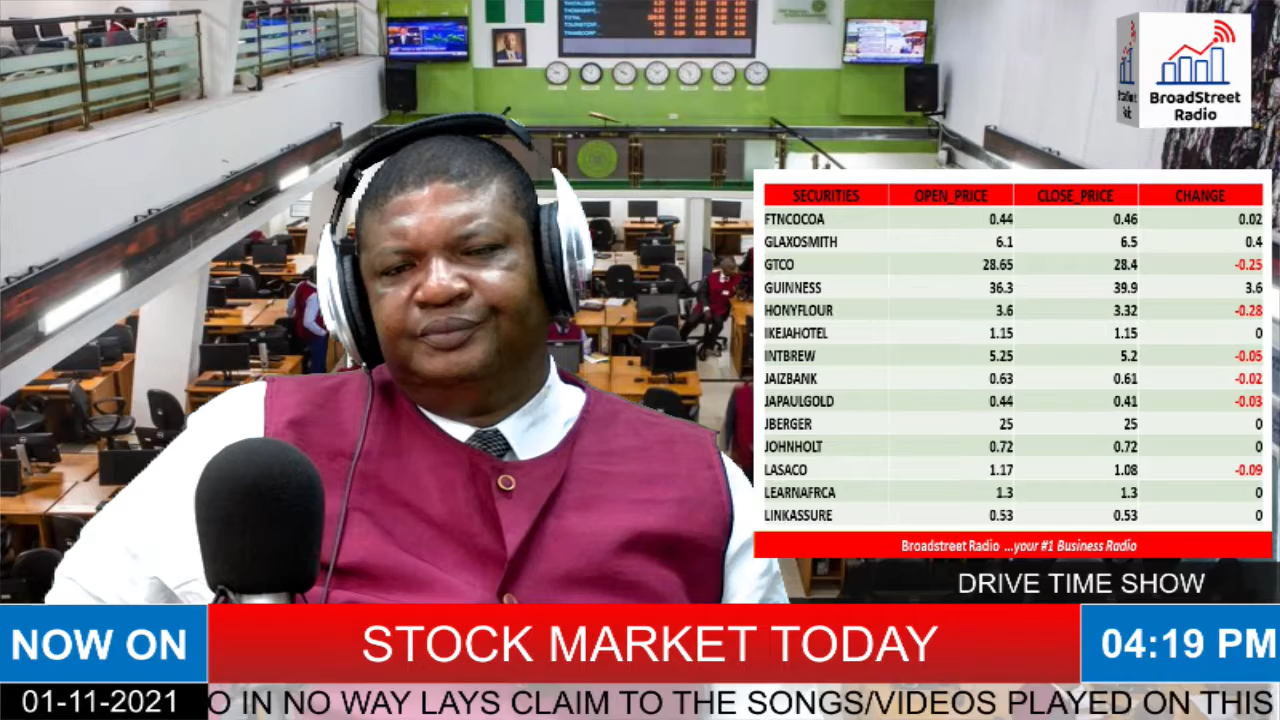 BroadStreet
Radio
SECURITIES OPEN_PRICE CLOSE_PRICE CHANGE
FTNCOCOA 0.44 0.46 0.02
GLAXOSMITH 6.1 6.5 0.4
GTCO 28.65 28.4 -0.25
GUINNESS 36.3 39.9 3.6
HONYFLOUR 3.6 3.32 -0.28
IKEJAHOTEL 1.15 1.15 0
INTBREW 5.25 5.2 -0.05
JAIZBANK 0.63 0.61 -0.02
JAPAULGOLD 0.44 0.41 -0.03
JBERGER 25 25 0
JOHNHOLT 0.72 0.72 0
LASACO 1.17 1.08 -0.09
LEARNAFRCA 1.3 1.3 0
LINKASSURE 0.53 0.53 0
Broadstreet Radio ...your #1 Business Radio
DRIVE TIME SHOW
NOW ON STOCK MARKET TODAY 04:19 PM
01-11-2021 O IN NO WAY LAYS CLAIM TO THE SONGS/VIDEOS PLAYED ON THIS